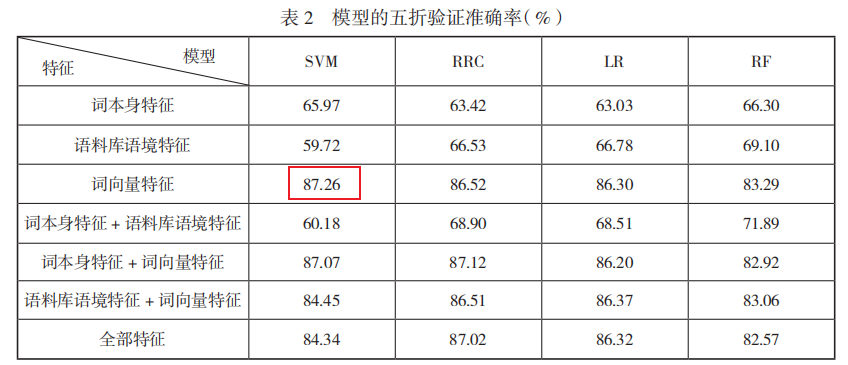 表 2 模型的五折验证准确率( % )
模型
特征 SVM RRC LR RF
词本身特征 65.97 63.42 63.03 66.30
语料库语境特征 59.72 66.53 66.78 69.10
词向量特征 87.26 86.52 86.30 83.29
词本身特征 + 语料库语境特征 60.18 68.90 68.51 71.89
词本身特征 + 词向量特征 87.07 87.12 86.20 82.92
语料库语境特征 + 词向量特征 84.45 86.51 86.37 83.06
全部特征 84.34 87.02 86.32 82.57